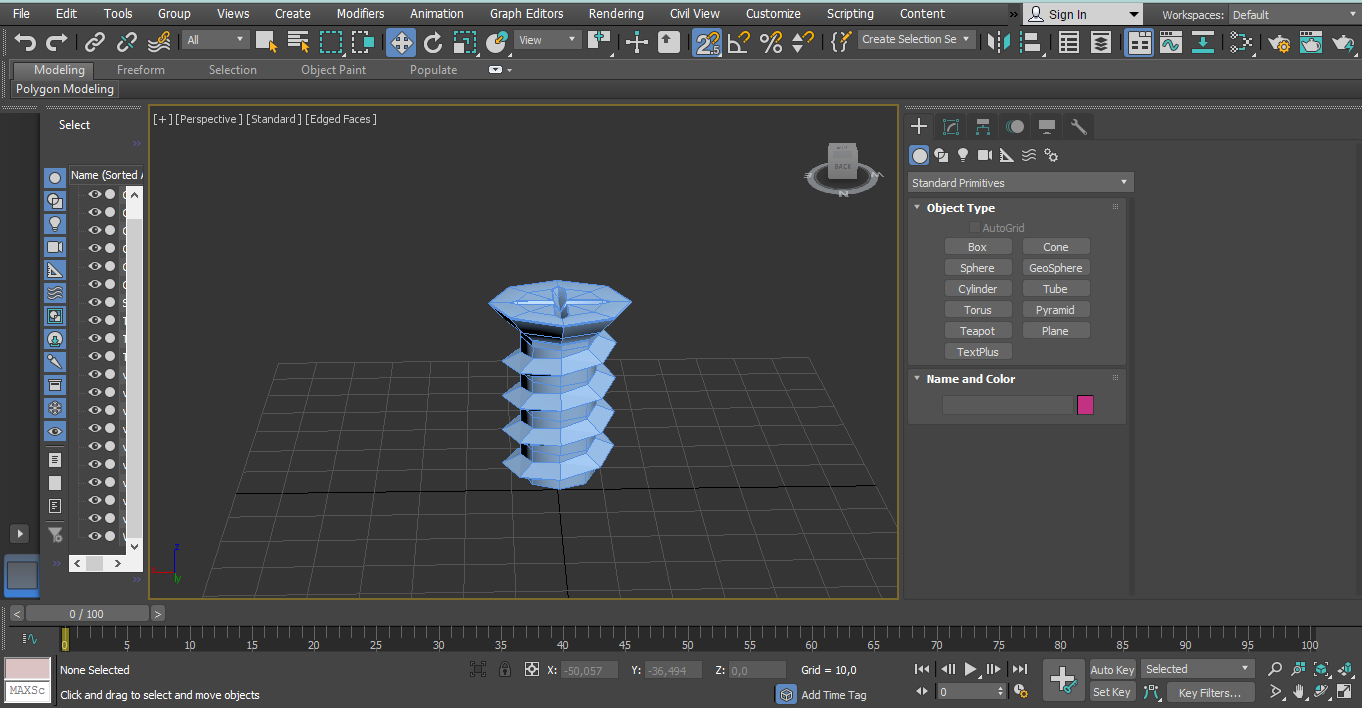 File Edit Tools Group Views Create Modifiers Animation Graph Editors Rendering Civil View Customize Scripting Content » Sign In Workspaces: Default
All View Create Selection Se
Modeling Freeform Selection Object Paint Populate
Polygon Modeling
Select
Name (Sorted A
[+] [Perspective ] [Standard ] [Edged Faces ]
BACK
N
Standard Primitives
Object Type
AutoGrid
Box Cone
Sphere GeoSphere
Cylinder Tube
Torus Pyramid
Teapot Plane
TextPlus
Name and Color
z
y
< 0 / 100 >
0 5 10 15 20 25 30 35 40 45 50 55 60 65 70 75 80 85 90 95 100
None Selected X: -50,057 Y: -36,494 Z: 0,0 Grid = 10,0 Auto Key Selected
MAXSc Click and drag to select and move objects Add Time Tag 0 Set Key Key Filters...